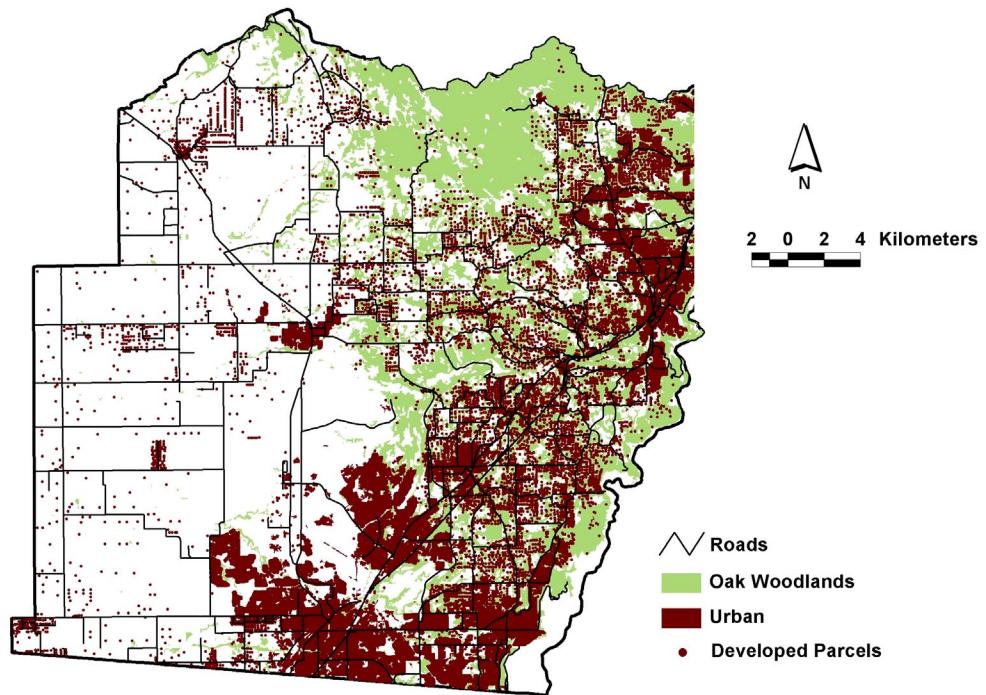 N
2 0 2 4 Kilometers
Roads
Oak Woodlands
Urban
Developed Parcels